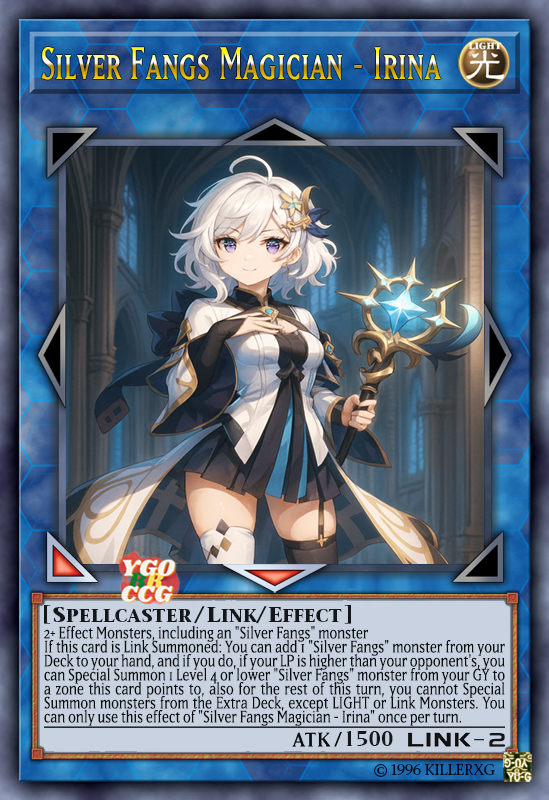 Silver Fangs Magician - Irina
LIGHT
光
YGO
RR
CCG
[Spellcaster/Link/Effect]
2+ Effect Monsters, including an "Silver Fangs" monster
If this card is Link Summoned: You can add 1 "Silver Fangs" monster from your
Deck to your hand, and if you do, if your LP is higher than your opponent's, you
can Special Summon 1 Level 4 or lower "Silver Fangs" monster from your GY to
a zone this card points to, also for the rest of this turn, you cannot Special
Summon monsters from the Extra Deck, except LIGHT or Link Monsters. You
can only use this effect of "Silver Fangs Magician - Irina" once per turn.
ATK/1500 LINK-2
© 1996 KILLERXG